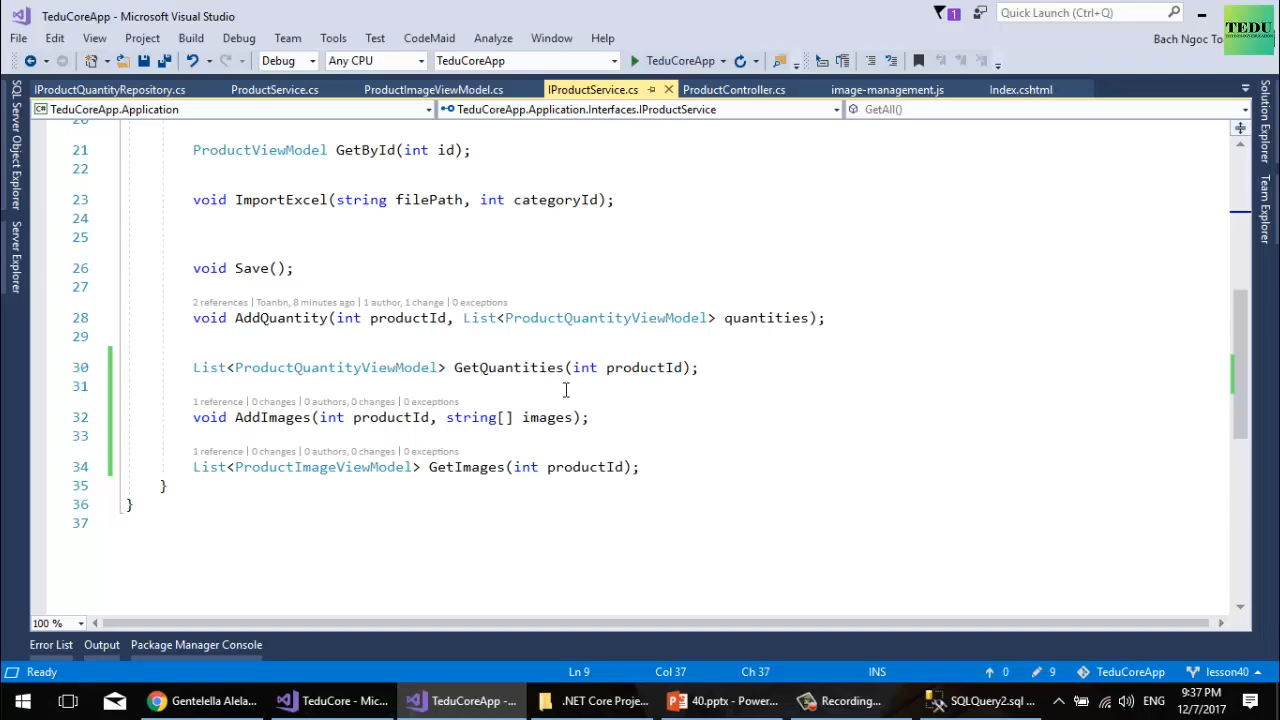 TeduCoreApp - Microsoft Visual Studio
1
Quick Launch (Ctrl+Q)
TEDU
File Edit View Project Build Debug Team Tools Test CodeMaid Analyze Window Help
Bach Ngoc To
Debug Any CPU TeduCoreApp TeduCoreApp
IProductQuantityRepository.cs ProductService.cs ProductImageViewModel.cs IProductService.cs ProductController.cs image-management.js Index.cshtml
TeduCoreApp.Application TeduCoreApp.Application.Interfaces.IProductService GetAll()
SQL Server Object Explorer
Server Explorer
Solution Explorer
Team Explorer
20
21 ProductViewModel GetById(int id);
22
23 void ImportExcel(string filePath, int categoryId);
24
25
26 void Save();
27
2 references | Toanbn, 8 minutes ago | 1 author, 1 change | 0 exceptions
28 void AddQuantity(int productId, List<ProductQuantityViewModel> quantities);
29
30 List<ProductQuantityViewModel> GetQuantities(int productId);
31
1 reference | 0 changes | 0 authors, 0 changes | 0 exceptions
32 void AddImages(int productId, string[] images);
33
1 reference | 0 changes | 0 authors, 0 changes | 0 exceptions
34 List<ProductImageViewModel> GetImages(int productId);
35 }
36 }
37
100 %
Error List Output Package Manager Console
Ready Ln 9 Col 37 Ch 37 INS 0 9 TeduCoreApp lesson40
Gentelella Alela... TeduCore - Mic... TeduCoreApp -... .NET Core Proje... 40.pptx - Power... Recording... SQLQuery2.sql ... ENG
9:37 PM
12/7/2017